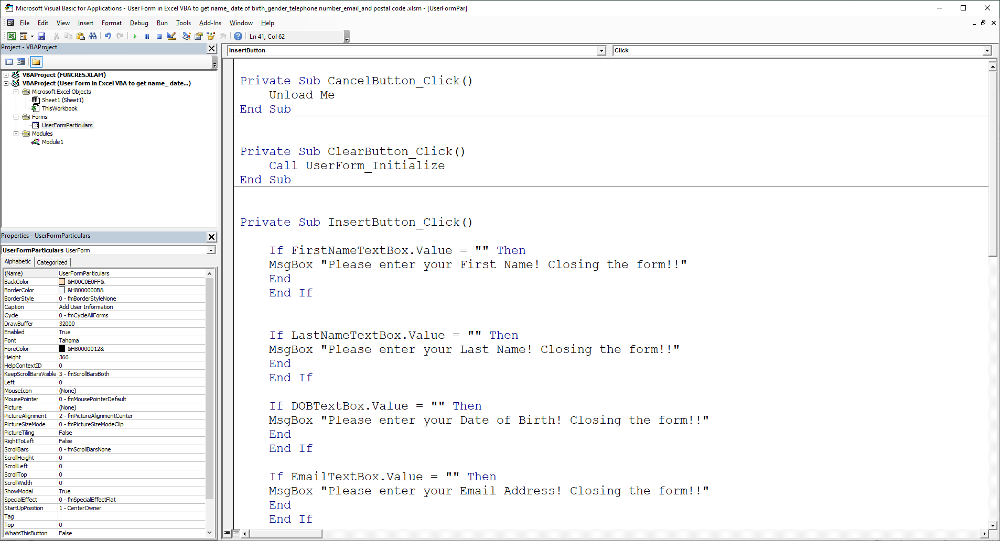 Microsoft Visual Basic for Applications - User Form in Excel VBA to get name_ date of birth_gender_telephone number_email_and postal code .xlsm - [UserFormPar]
File Edit View Insert Format Debug Run Tools Add-Ins Window Help
Ln 41, Col 62
Project - VBAProject
VBAProject (FUNCRES.XLAM)
VBAProject (User Form in Excel VBA to get name_ date...)
Microsoft Excel Objects
Sheet1 (Sheet1)
ThisWorkbook
Forms
UserFormParticulars
Modules
Module1
Properties - UserFormParticulars
UserFormParticulars UserForm
Alphabetic Categorized
(Name) UserFormParticulars
BackColor &H00C0E0FF&
BorderColor &H8000000B&
BorderStyle 0 - fmBorderStyleNone
Caption Add User Information
Cycle 0 - fmCycleAllForms
DrawBuffer 32000
Enabled True
Font Tahoma
ForeColor &H80000012&
Height 366
HelpContextID 0
KeepScrollBarsVisible 3 - fmScrollBarsBoth
Left 0
MouseIcon (None)
MousePointer 0 - fmMousePointerDefault
Picture (None)
PictureAlignment 2 - fmPictureAlignmentCenter
PictureSizeMode 0 - fmPictureSizeModeClip
PictureTiling False
RightToLeft False
ScrollBars 0 - fmScrollBarsNone
ScrollHeight 0
ScrollLeft 0
ScrollTop 0
ScrollWidth 0
ShowModal True
SpecialEffect 0 - fmSpecialEffectFlat
StartUpPosition 1 - CenterOwner
Tag
Top 0
WhatsThisButton False
InsertButton Click
Private Sub CancelButton_Click()
Unload Me
End Sub
Private Sub ClearButton_Click()
Call UserForm_Initialize
End Sub
Private Sub InsertButton_Click()
If FirstNameTextBox.Value = "" Then
MsgBox "Please enter your First Name! Closing the form!!"
End
End If
If LastNameTextBox.Value = "" Then
MsgBox "Please enter your Last Name! Closing the form!!"
End
End If
If DOBTextBox.Value = "" Then
MsgBox "Please enter your Date of Birth! Closing the form!!"
End
End If
If EmailTextBox.Value = "" Then
MsgBox "Please enter your Email Address! Closing the form!!"
End
End If